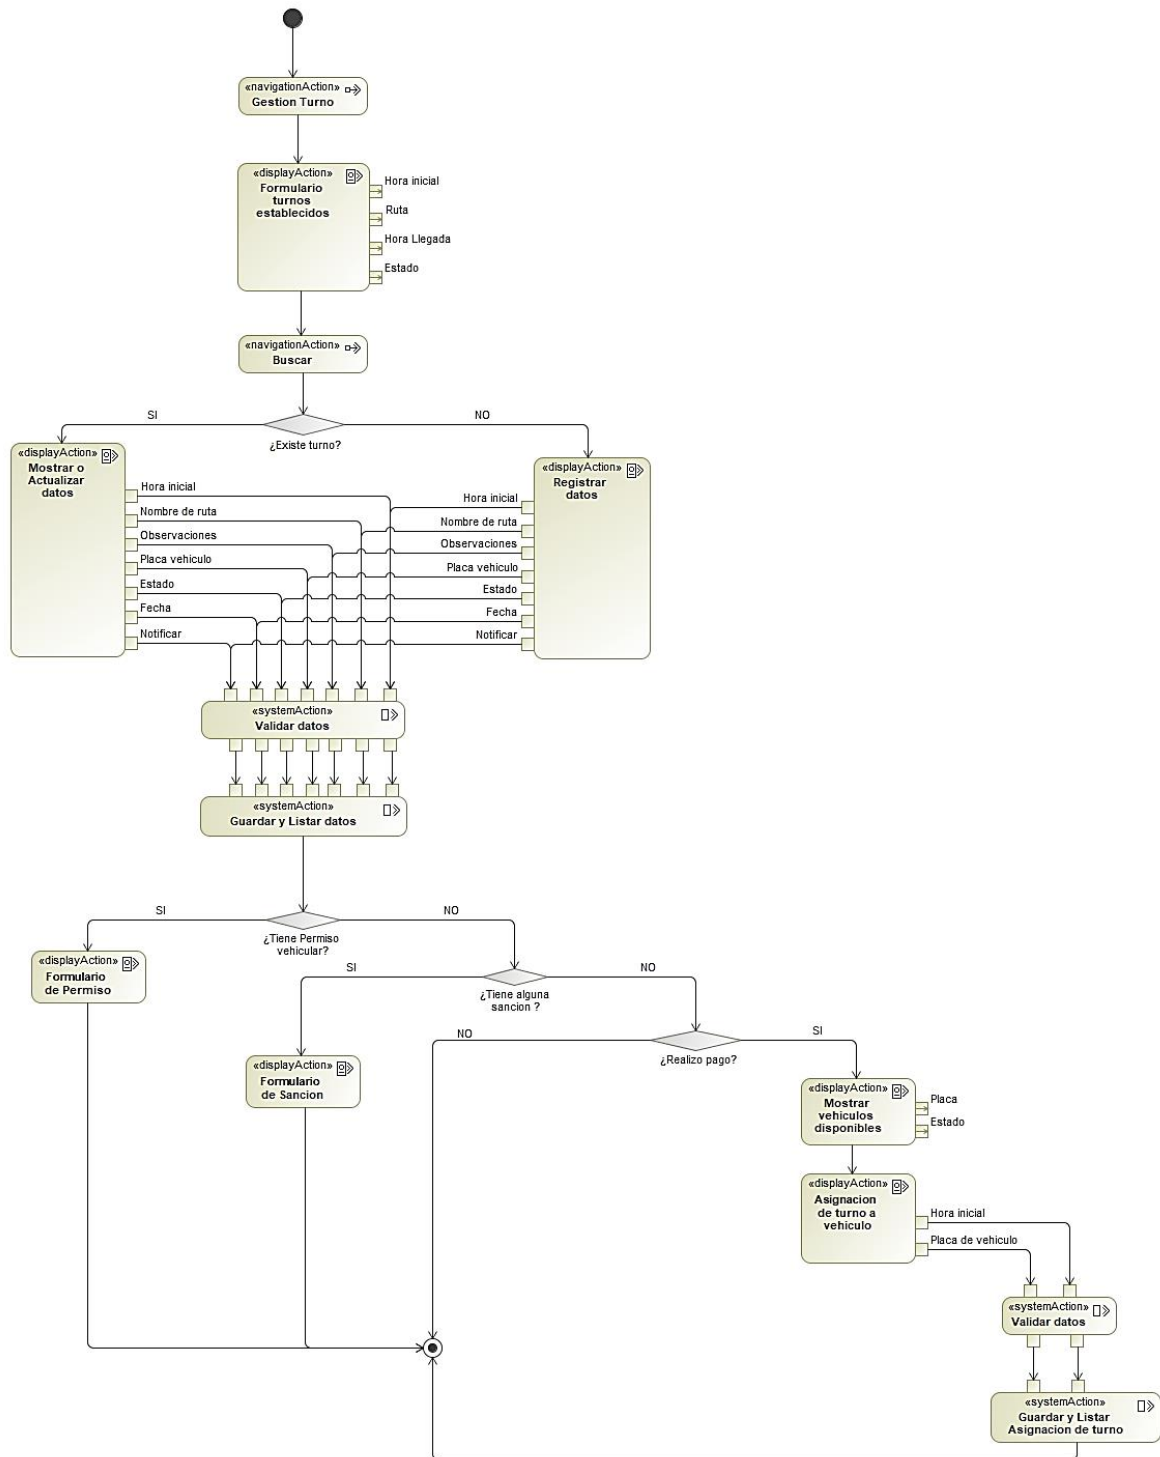 «navigationAction»
Gestion Turno
«displayAction»
Formulario
turnos
establecidos
Hora inicial
Ruta
Hora Llegada
Estado
«navigationAction»
Buscar
SI
NO
¿Existe turno?
«displayAction»
Mostrar o
Actualizar
datos
Hora inicial
Nombre de ruta
Observaciones
Placa vehiculo
Estado
Fecha
Notificar
«displayAction»
Registrar
datos
Hora inicial
Nombre de ruta
Observaciones
Placa vehiculo
Estado
Fecha
Notificar
«systemAction»
Validar datos
«systemAction»
Guardar y Listar datos
SI
NO
¿Tiene Permiso
vehicular?
«displayAction»
Formulario
de Permiso
SI
NO
¿Tiene alguna
sancion ?
«displayAction»
Formulario
de Sancion
NO
SI
¿Realizo pago?
«displayAction»
Mostrar
vehiculos
disponibles
Placa
Estado
«displayAction»
Asignacion
de turno a
vehiculo
Hora inicial
Placa de vehiculo
«systemAction»
Validar datos
«systemAction»
Guardar y Listar
Asignacion de turno